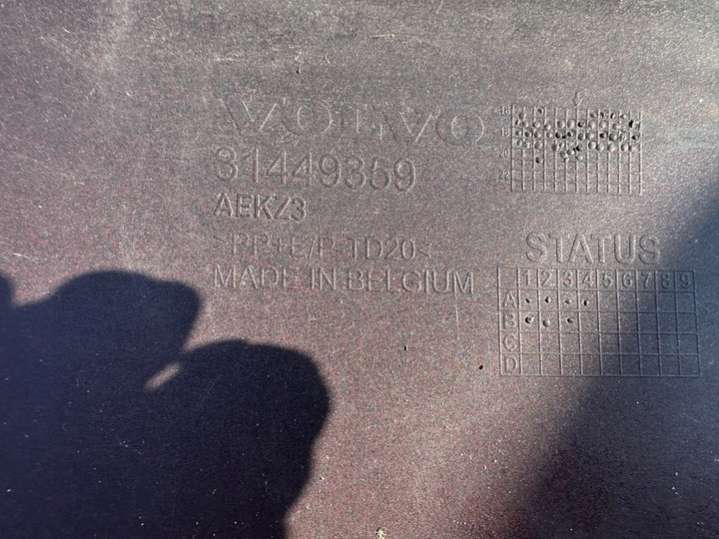 VOLVO
31449359
AEKZ3
>PP+E/P-TD20<
MADE IN BELGIUM
STATUS
1 2 3 4 5 6 7 8 9
A
B
C
D